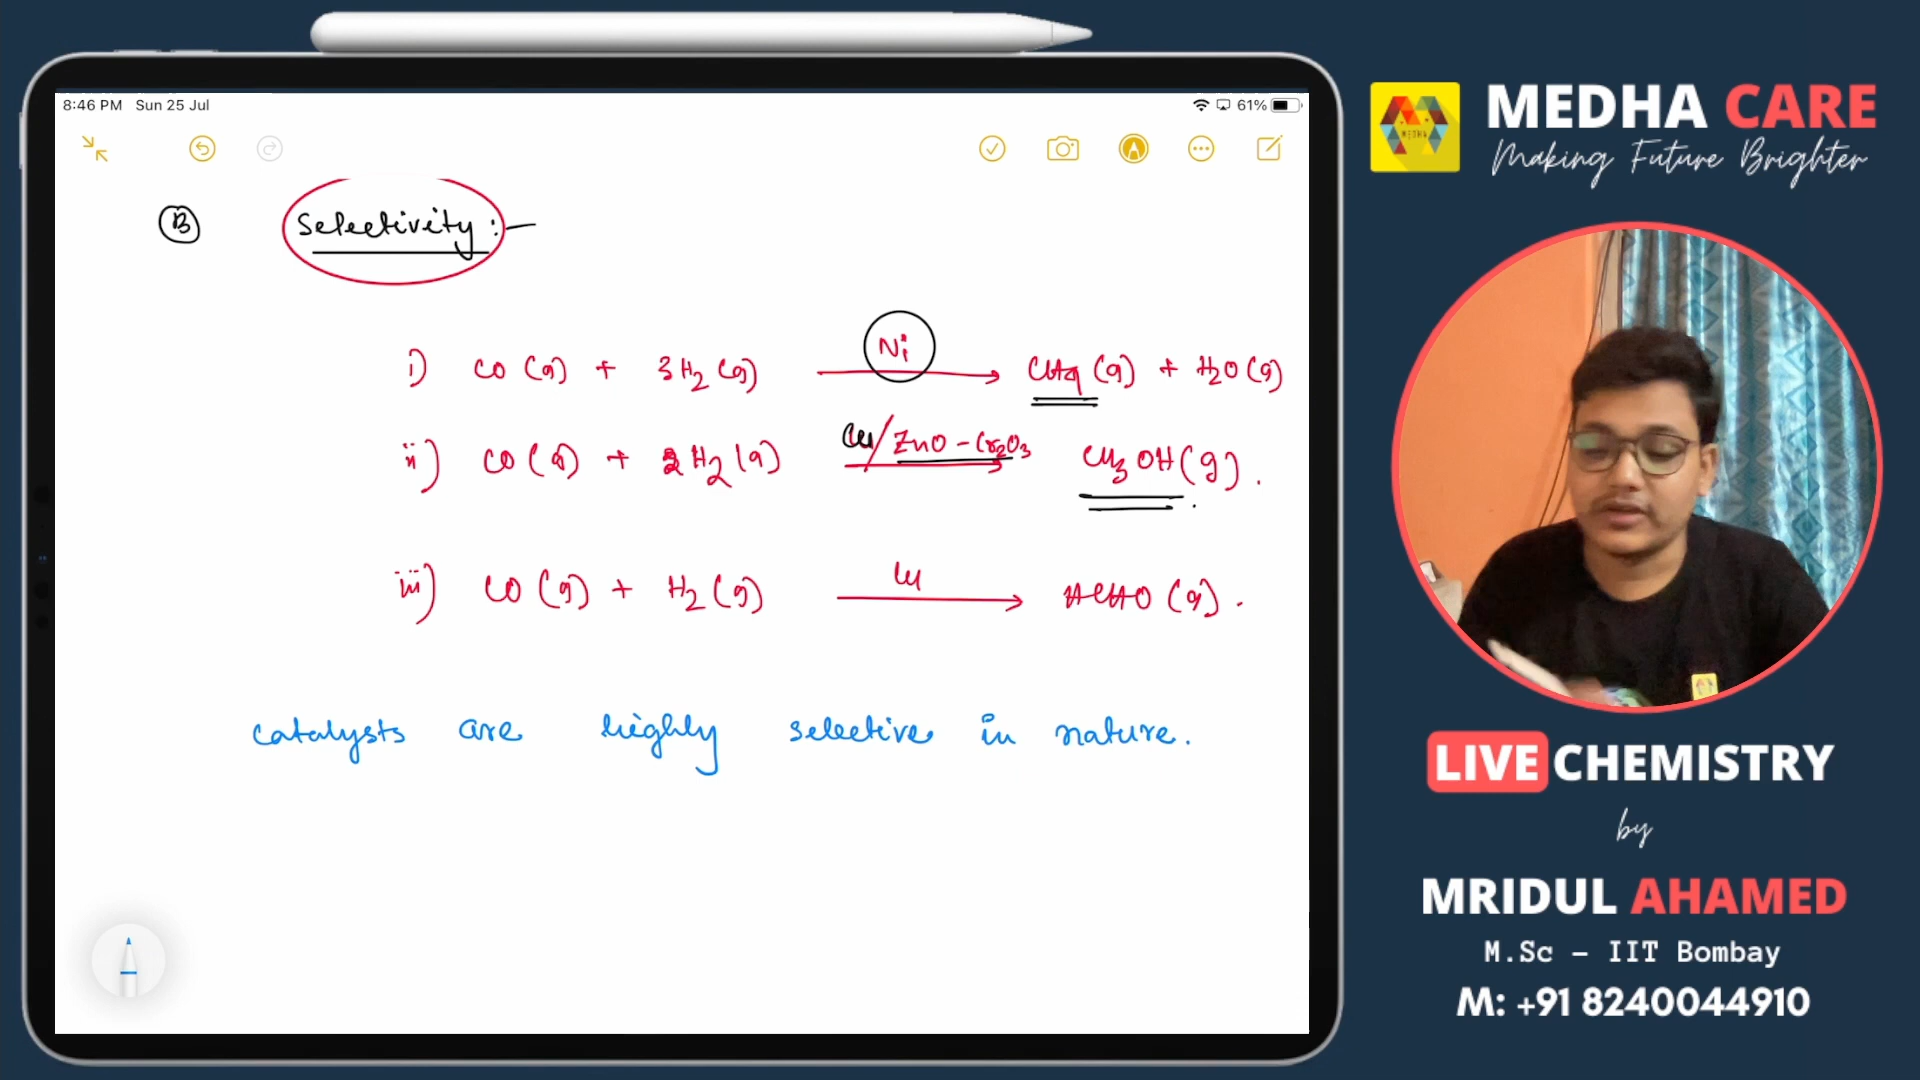 8:46 PM Sun 25 Jul 61%
MEDHA CARE
Making Future Brighter
MEDHA
B Selectivity :-
i) CO (g) + 3H2 (g) Ni CH4 (g) + H2O (g)
ii) CO (g) + 2H2 (g) Cu/ZnO-Cr2O3 CH3OH (g).
iii) CO (g) + H2 (g) Cu HCHO (g).
catalysts are highly selective in nature.
LIVE CHEMISTRY
by
MRIDUL AHAMED
M.Sc - IIT Bombay
M: +91 8240044910